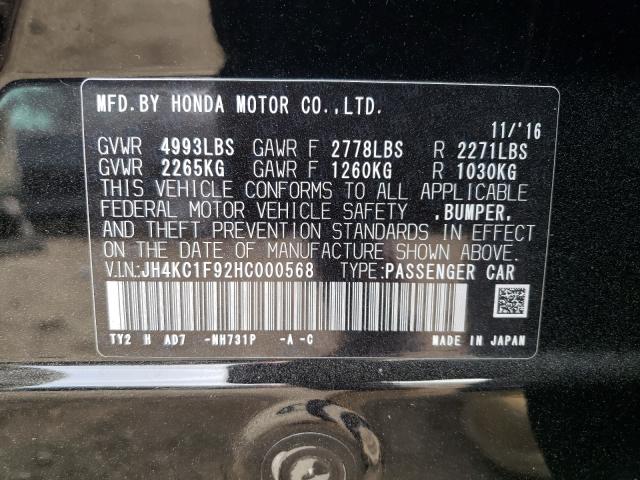 MFD.BY HONDA MOTOR CO.,LTD.
11/'16
GVWR 4993LBS GAWR F 2778LBS R 2271LBS
GVWR 2265KG GAWR F 1260KG R 1030KG
THIS VEHICLE CONFORMS TO ALL APPLICABLE
FEDERAL MOTOR VEHICLE SAFETY ,BUMPER,
AND THEFT PREVENTION STANDARDS IN EFFECT
ON THE DATE OF MANUFACTURE SHOWN ABOVE.
V.IN:JH4KC1F92HC000568 TYPE:PASSENGER CAR
TY2 H AD7 -NH731P -A -C MADE IN JAPAN